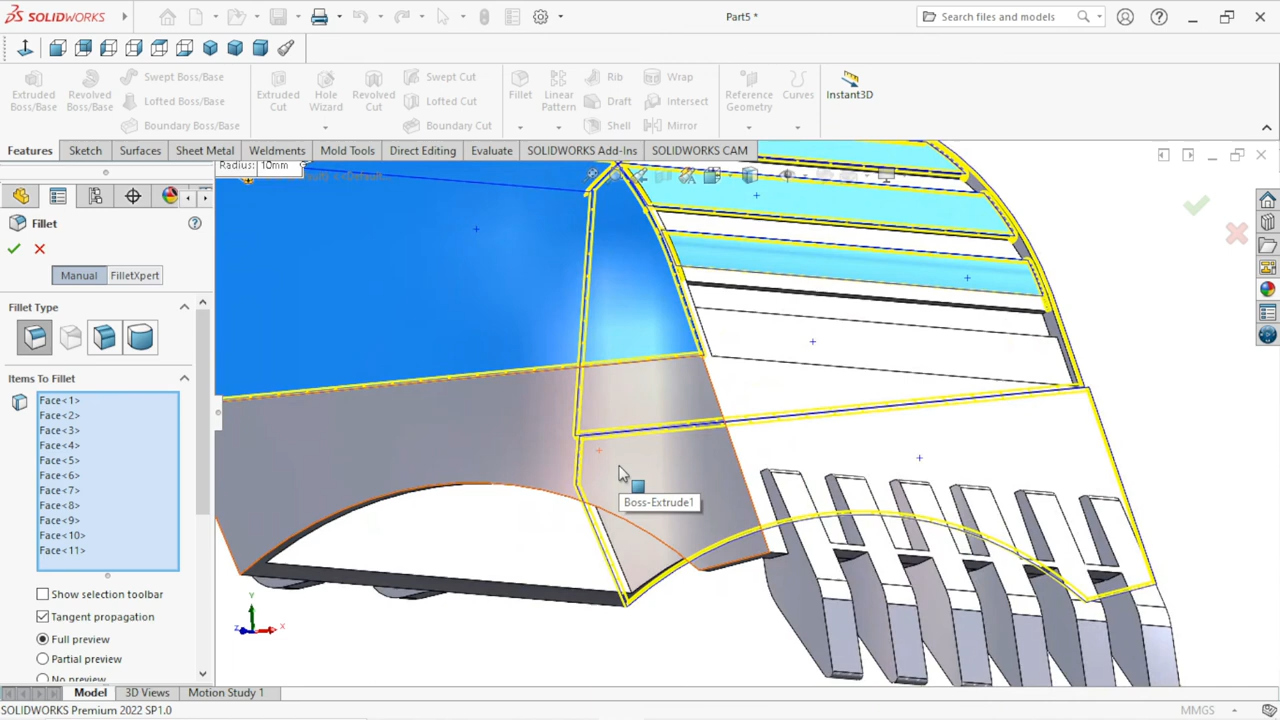 SOLIDWORKS
Part5 *
Search files and models
Extruded Boss/Base
Revolved Boss/Base
Swept Boss/Base
Lofted Boss/Base
Boundary Boss/Base
Extruded Cut
Hole Wizard
Revolved Cut
Swept Cut
Lofted Cut
Boundary Cut
Fillet
Linear Pattern
Rib
Draft
Shell
Wrap
Intersect
Mirror
Reference Geometry
Curves
Instant3D
Features
Sketch
Surfaces
Sheet Metal
Weldments
Mold Tools
Direct Editing
Evaluate
SOLIDWORKS Add-Ins
SOLIDWORKS CAM
Radius: 10mm
Fillet
Manual
FilletXpert
Fillet Type
Items To Fillet
Face<1>
Face<2>
Face<3>
Face<4>
Face<5>
Face<6>
Face<7>
Face<8>
Face<9>
Face<10>
Face<11>
Show selection toolbar
Tangent propagation
Full preview
Partial preview
No preview
Boss-Extrude1
Y
Z
X
Model
3D Views
Motion Study 1
SOLIDWORKS Premium 2022 SP1.0
MMGS